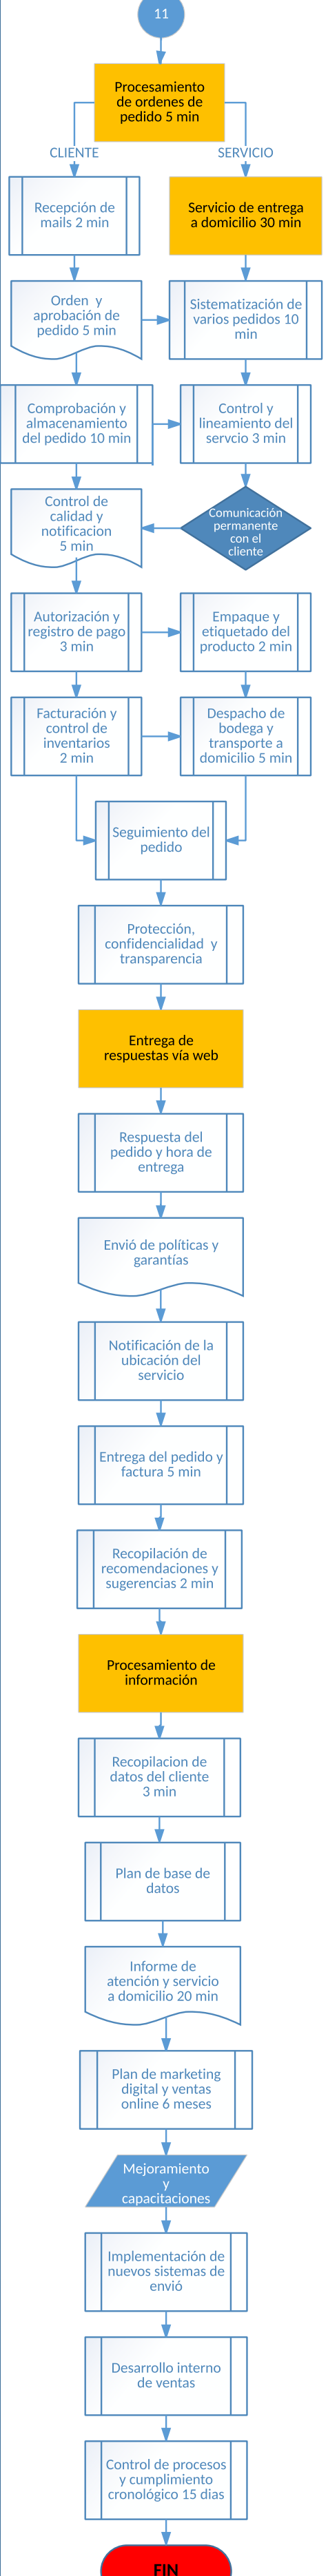 11
Procesamiento
de ordenes de
pedido 5 min
CLIENTE
SERVICIO
Recepción de
mails 2 min
Servicio de entrega
a domicilio 30 min
Orden y
aprobación de
pedido 5 min
Sistematización de
varios pedidos 10
min
Comprobación y
almacenamiento
del pedido 10 min
Control y
lineamiento del
servcio 3 min
Control de
calidad y
notificacion
5 min
Comunicación
permanente
con el
cliente
Autorización y
registro de pago
3 min
Empaque y
etiquetado del
producto 2 min
Facturación y
control de
inventarios
2 min
Despacho de
bodega y
transporte a
domicilio 5 min
Seguimiento del
pedido
Protección,
confidencialidad y
transparencia
Entrega de
respuestas vía web
Respuesta del
pedido y hora de
entrega
Envió de políticas y
garantías
Notificación de la
ubicación del
servicio
Entrega del pedido y
factura 5 min
Recopilación de
recomendaciones y
sugerencias 2 min
Procesamiento de
información
Recopilacion de
datos del cliente
3 min
Plan de base de
datos
Informe de
atención y servicio
a domicilio 20 min
Plan de marketing
digital y ventas
online 6 meses
Mejoramiento
y
capacitaciones
Implementación de
nuevos sistemas de
envió
Desarrollo interno
de ventas
Control de procesos
y cumplimiento
cronológico 15 dias
FIN